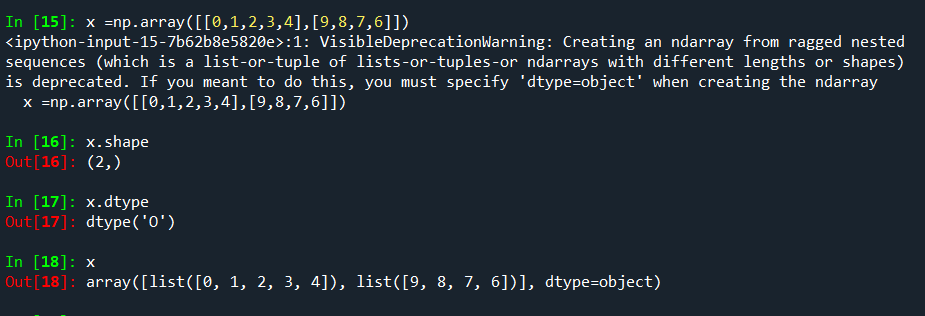 In [15]: x =np.array([[0,1,2,3,4],[9,8,7,6]])
<ipython-input-15-7b62b8e5820e>:1: VisibleDeprecationWarning: Creating an ndarray from ragged nested
sequences (which is a list-or-tuple of lists-or-tuples-or ndarrays with different lengths or shapes)
is deprecated. If you meant to do this, you must specify 'dtype=object' when creating the ndarray
  x =np.array([[0,1,2,3,4],[9,8,7,6]])
In [16]: x.shape
Out[16]: (2,)
In [17]: x.dtype
Out[17]: dtype('O')
In [18]: x
Out[18]: array([list([0, 1, 2, 3, 4]), list([9, 8, 7, 6])], dtype=object)